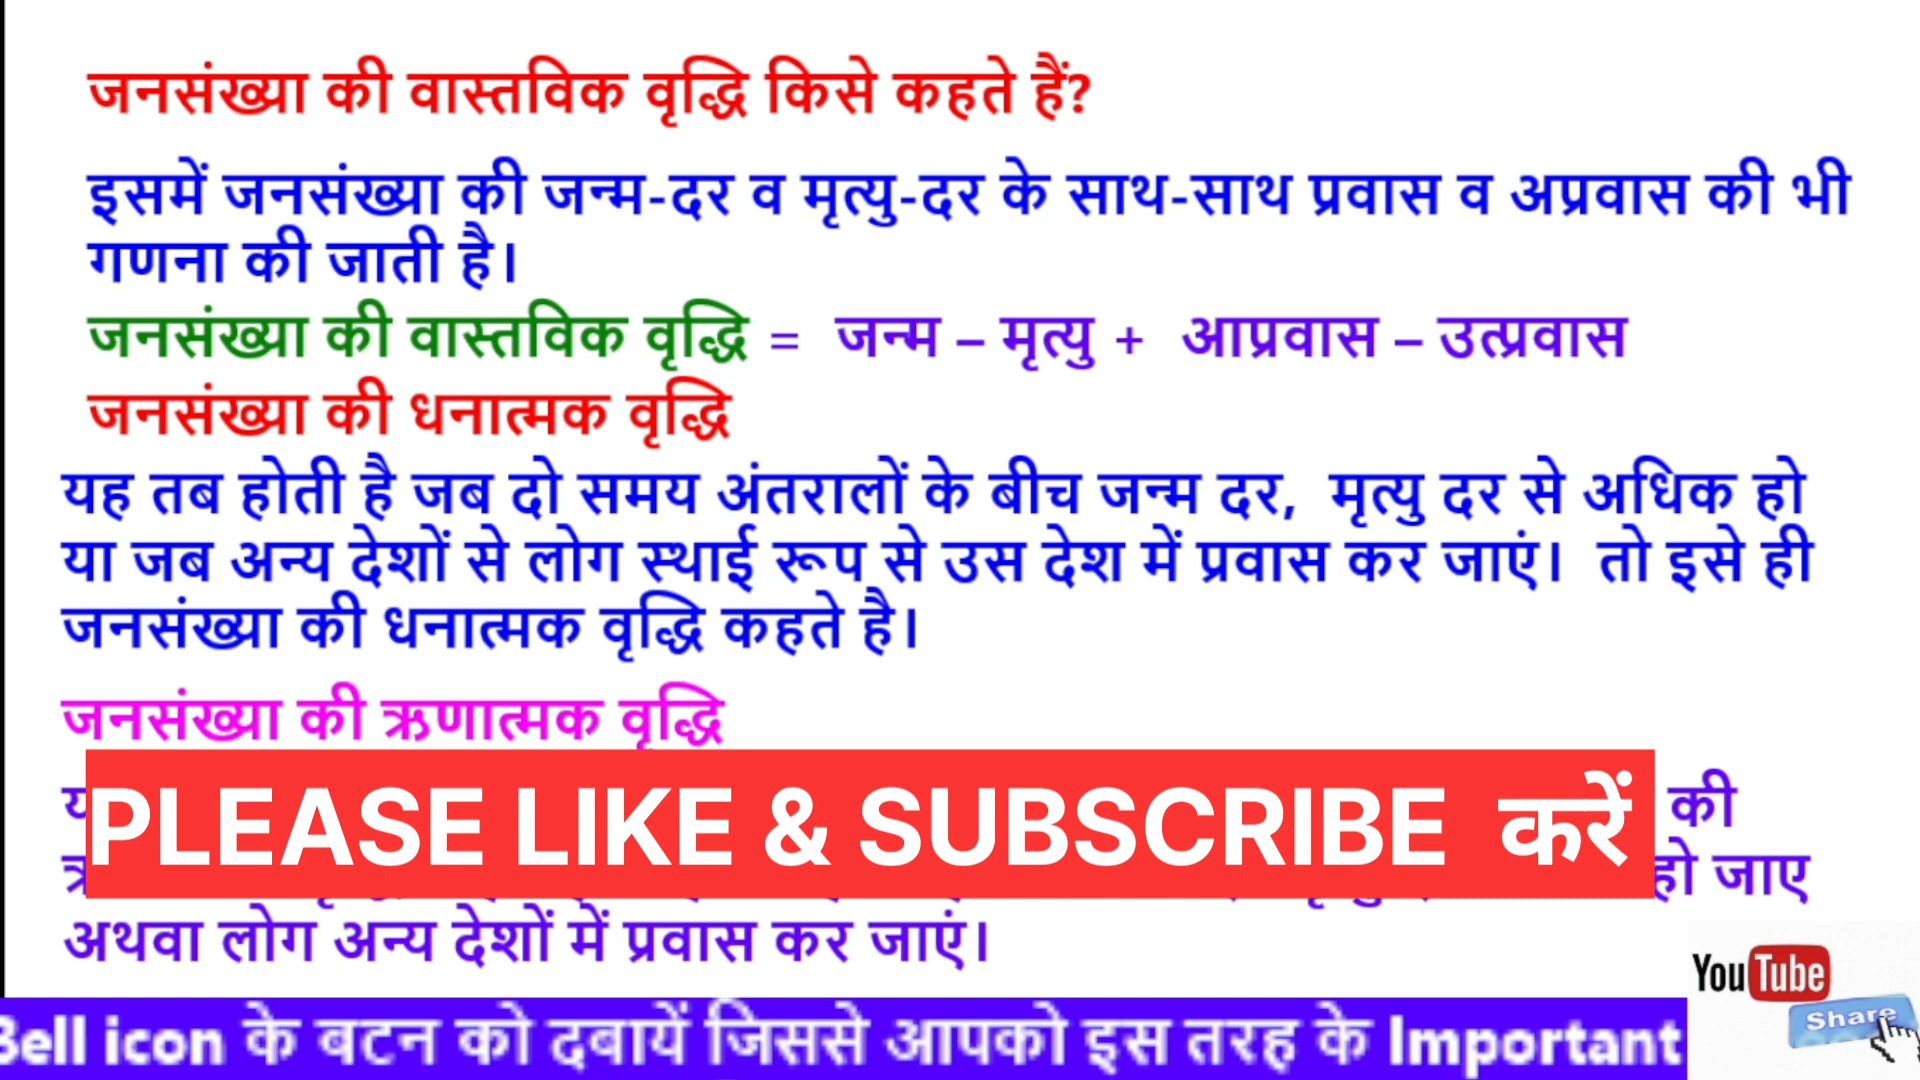 जनसंख्या की वास्तविक वृद्धि किसे कहते हैं?
इसमें जनसंख्या की जन्म-दर व मृत्यु-दर के साथ-साथ प्रवास व अप्रवास की भी
गणना की जाती है।
जनसंख्या की वास्तविक वृद्धि = जन्म – मृत्यु + आप्रवास – उत्प्रवास
जनसंख्या की धनात्मक वृद्धि
यह तब होती है जब दो समय अंतरालों के बीच जन्म दर, मृत्यु दर से अधिक हो
या जब अन्य देशों से लोग स्थाई रूप से उस देश में प्रवास कर जाएं। तो इसे ही
जनसंख्या की धनात्मक वृद्धि कहते है।
जनसंख्या की ऋणात्मक वृद्धि
PLEASE LIKE & SUBSCRIBE करें
की
हो जाए
अथवा लोग अन्य देशों में प्रवास कर जाएं।
YouTube
Share
Bell icon के बटन को दबायें जिससे आपको इस तरह के Important